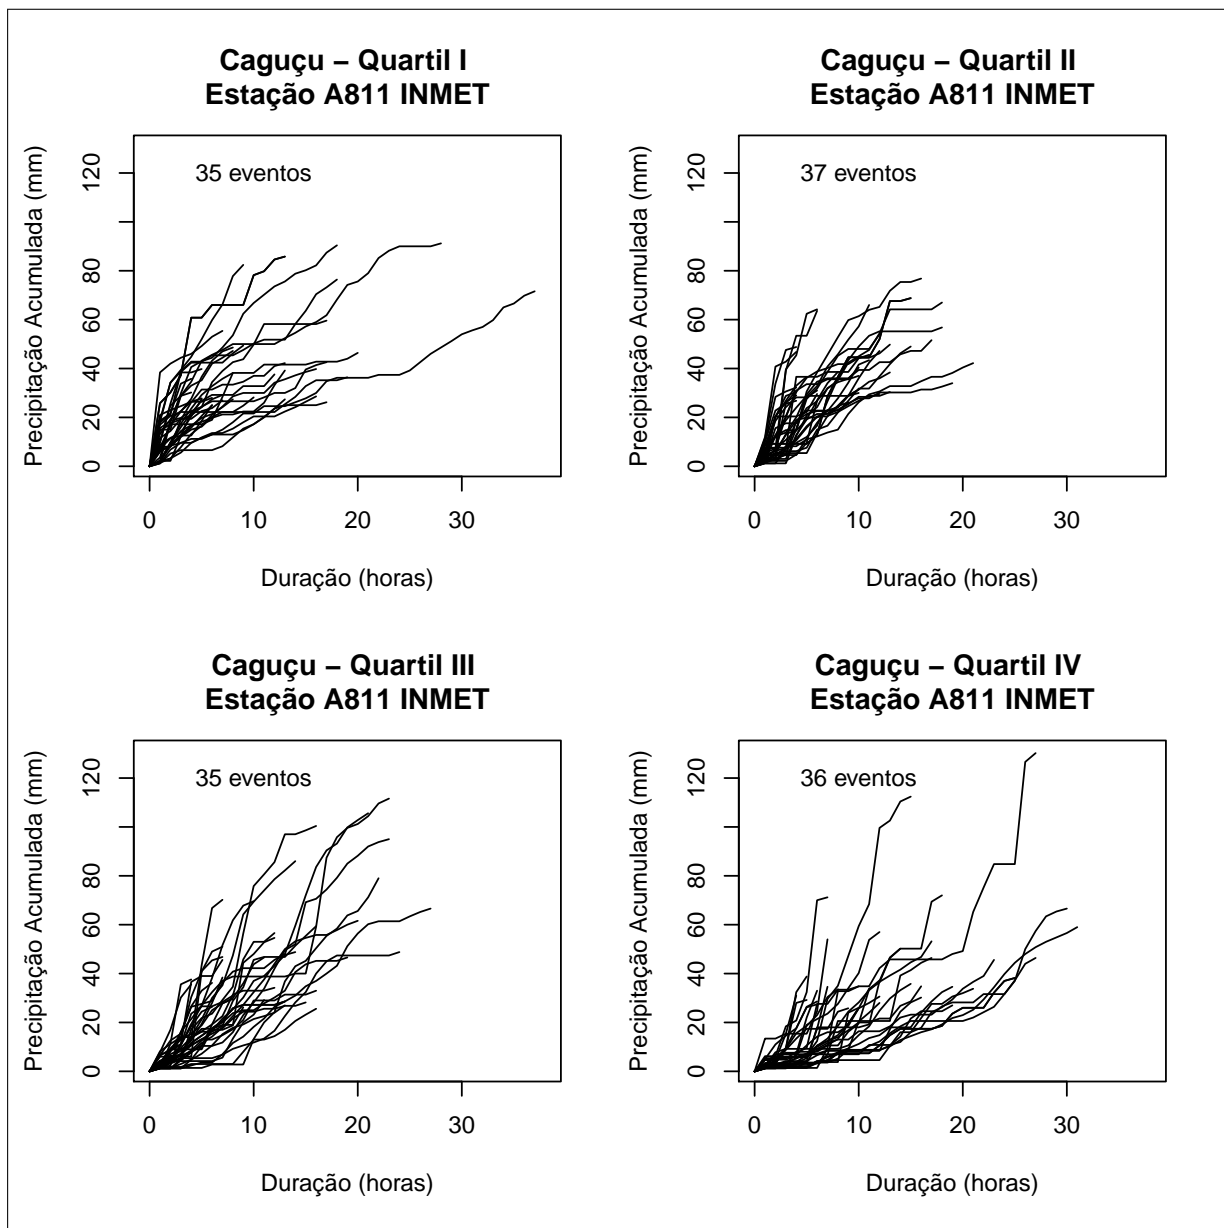 Caguçu – Quartil I
Estação A811 INMET
Precipitação Acumulada (mm)
120
80
60
40
20
0
35 eventos
0 10 20 30
Duração (horas)
Caguçu – Quartil II
Estação A811 INMET
Precipitação Acumulada (mm)
120
80
60
40
20
0
37 eventos
0 10 20 30
Duração (horas)
Caguçu – Quartil III
Estação A811 INMET
Precipitação Acumulada (mm)
120
80
60
40
20
0
35 eventos
0 10 20 30
Duração (horas)
Caguçu – Quartil IV
Estação A811 INMET
Precipitação Acumulada (mm)
120
80
60
40
20
0
36 eventos
0 10 20 30
Duração (horas)